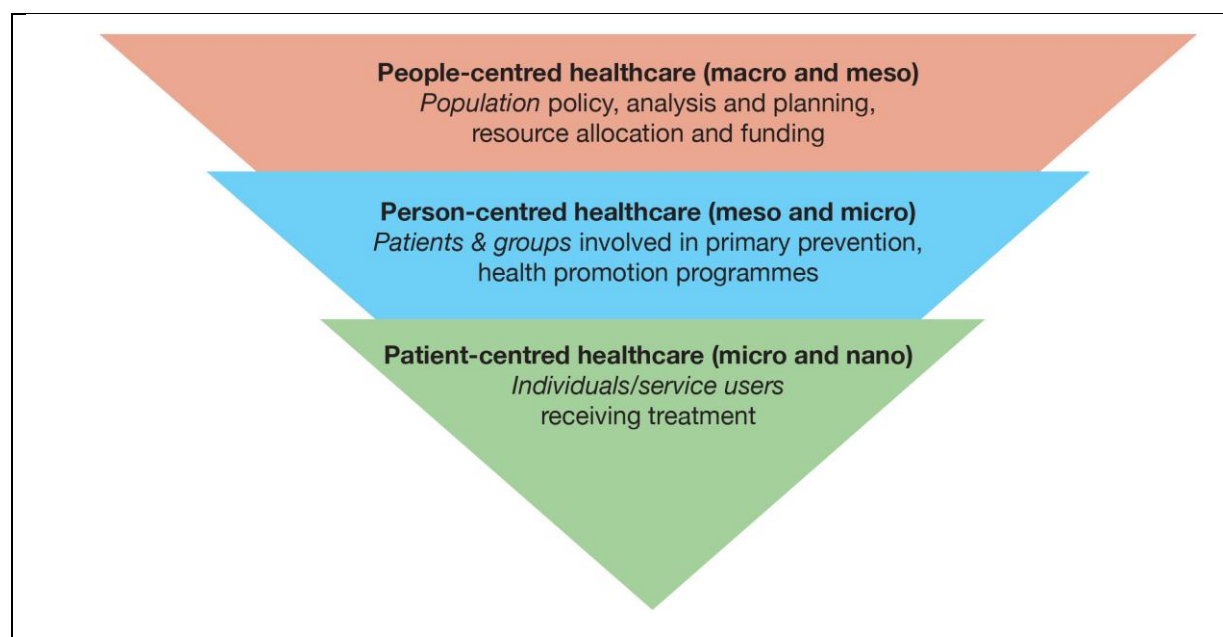 People-centred healthcare (macro and meso)
Population policy, analysis and planning,
resource allocation and funding
Person-centred healthcare (meso and micro)
Patients & groups involved in primary prevention,
health promotion programmes
Patient-centred healthcare (micro and nano)
Individuals/service users
receiving treatment